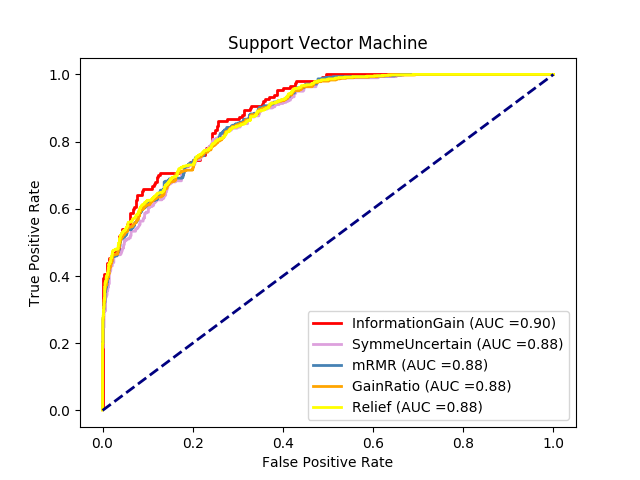 Support Vector Machine
True Positive Rate
1.0
0.8
0.6
0.4
0.2
0.0
InformationGain (AUC =0.90)
SymmeUncertain (AUC =0.88)
mRMR (AUC =0.88)
GainRatio (AUC =0.88)
Relief (AUC =0.88)
0.0 0.2 0.4 0.6 0.8 1.0
False Positive Rate